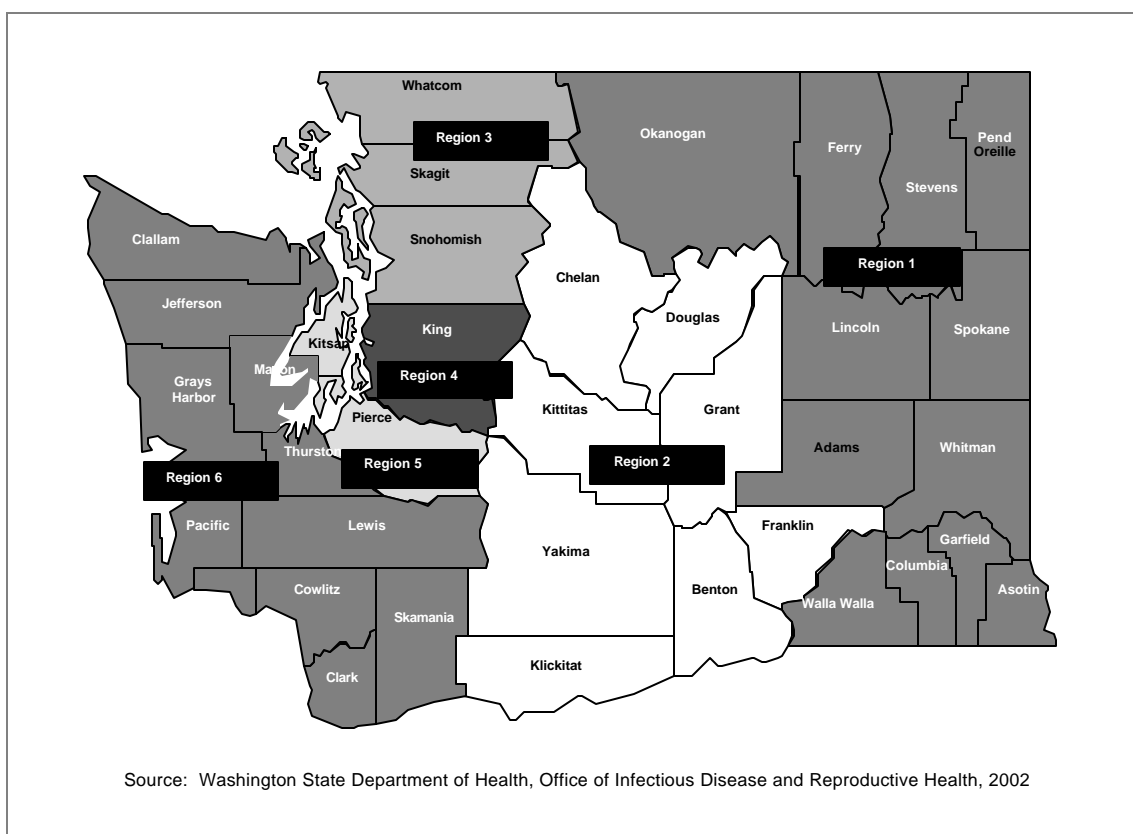 Whatcom
Region 3
Okanogan
Ferry
Pend
Oreille
Skagit
Stevens
Clallam
Snohomish
Region 1
Chelan
Jefferson
Douglas
King
Lincoln
Spokane
Kitsap
Mason
Region 4
Grays
Harbor
Kittitas
Grant
Pierce
Adams
Whitman
Thurston
Region 5
Region 2
Region 6
Pacific
Lewis
Franklin
Garfield
Yakima
Columbia
Cowlitz
Benton
Asotin
Walla Walla
Skamania
Klickitat
Clark
Source: Washington State Department of Health, Office of Infectious Disease and Reproductive Health, 2002